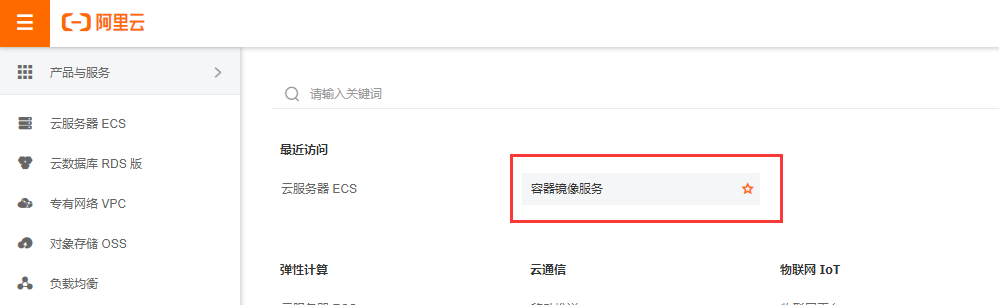 阿里云
产品与服务
云服务器 ECS
云数据库 RDS 版
专有网络 VPC
对象存储 OSS
负载均衡
请输入关键词
最近访问
云服务器 ECS
容器镜像服务
弹性计算
云通信
物联网 IoT